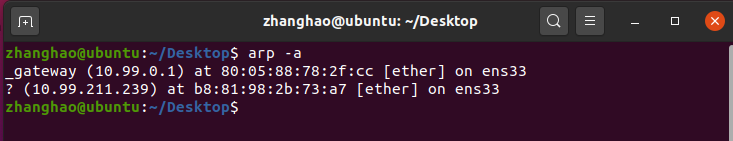 zhanghao@ubuntu: ~/Desktop
zhanghao@ubuntu:~/Desktop$ arp -a
_gateway (10.99.0.1) at 80:05:88:78:2f:cc [ether] on ens33
? (10.99.211.239) at b8:81:98:2b:73:a7 [ether] on ens33
zhanghao@ubuntu:~/Desktop$